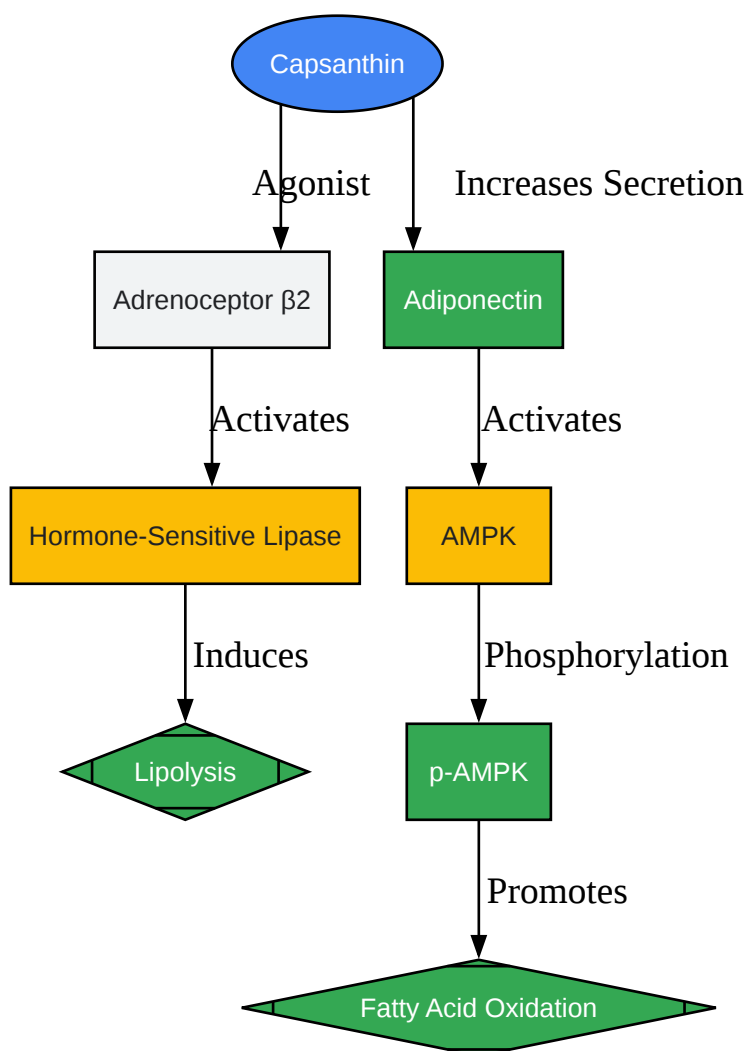 Capsanthin
Agonist
Increases Secretion
Adrenoceptor β2
Adiponectin
Activates
Activates
Hormone-Sensitive Lipase
AMPK
Induces
Phosphorylation
Lipolysis
p-AMPK
Promotes
Fatty Acid Oxidation